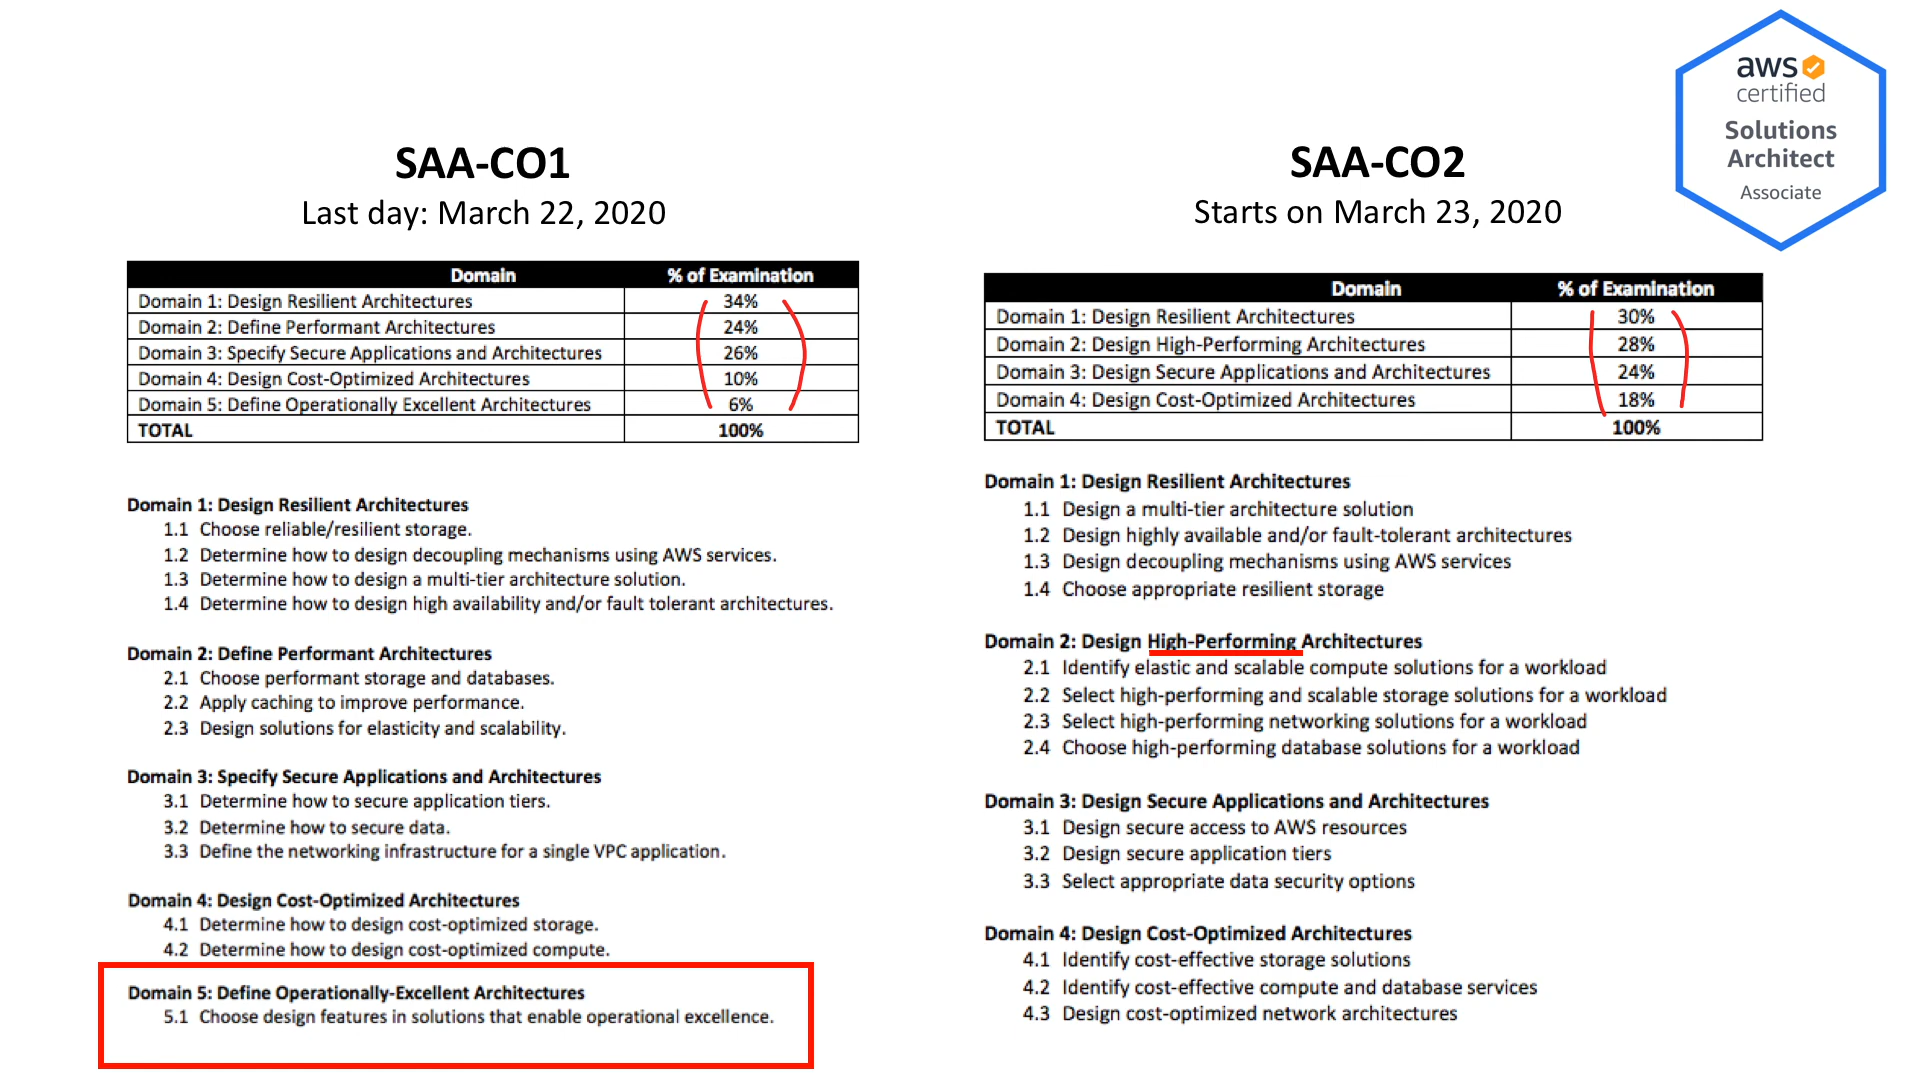 aws
certified
Solutions
Architect
Associate
SAA-CO1
Last day: March 22, 2020
Domain % of Examination
Domain 1: Design Resilient Architectures 34%
Domain 2: Define Performant Architectures 24%
Domain 3: Specify Secure Applications and Architectures 26%
Domain 4: Design Cost-Optimized Architectures 10%
Domain 5: Define Operationally Excellent Architectures 6%
TOTAL 100%
Domain 1: Design Resilient Architectures
1.1 Choose reliable/resilient storage.
1.2 Determine how to design decoupling mechanisms using AWS services.
1.3 Determine how to design a multi-tier architecture solution.
1.4 Determine how to design high availability and/or fault tolerant architectures.
Domain 2: Define Performant Architectures
2.1 Choose performant storage and databases.
2.2 Apply caching to improve performance.
2.3 Design solutions for elasticity and scalability.
Domain 3: Specify Secure Applications and Architectures
3.1 Determine how to secure application tiers.
3.2 Determine how to secure data.
3.3 Define the networking infrastructure for a single VPC application.
Domain 4: Design Cost-Optimized Architectures
4.1 Determine how to design cost-optimized storage.
4.2 Determine how to design cost-optimized compute.
Domain 5: Define Operationally-Excellent Architectures
5.1 Choose design features in solutions that enable operational excellence.
SAA-CO2
Starts on March 23, 2020
Domain % of Examination
Domain 1: Design Resilient Architectures 30%
Domain 2: Design High-Performing Architectures 28%
Domain 3: Design Secure Applications and Architectures 24%
Domain 4: Design Cost-Optimized Architectures 18%
TOTAL 100%
Domain 1: Design Resilient Architectures
1.1 Design a multi-tier architecture solution
1.2 Design highly available and/or fault-tolerant architectures
1.3 Design decoupling mechanisms using AWS services
1.4 Choose appropriate resilient storage
Domain 2: Design High-Performing Architectures
2.1 Identify elastic and scalable compute solutions for a workload
2.2 Select high-performing and scalable storage solutions for a workload
2.3 Select high-performing networking solutions for a workload
2.4 Choose high-performing database solutions for a workload
Domain 3: Design Secure Applications and Architectures
3.1 Design secure access to AWS resources
3.2 Design secure application tiers
3.3 Select appropriate data security options
Domain 4: Design Cost-Optimized Architectures
4.1 Identify cost-effective storage solutions
4.2 Identify cost-effective compute and database services
4.3 Design cost-optimized network architectures